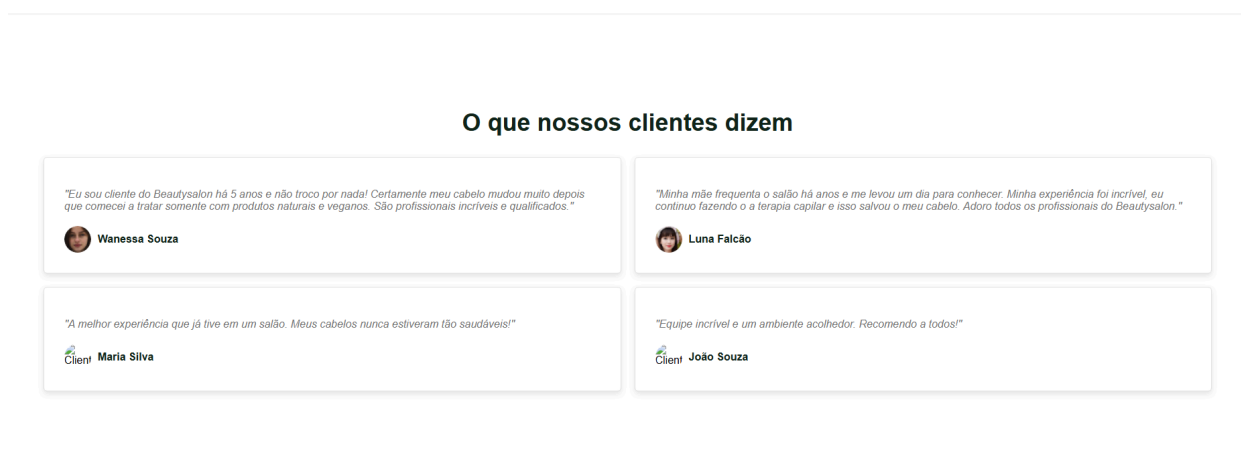 O que nossos clientes dizem
"Eu sou cliente do Beautysalon há 5 anos e não troco por nada! Certamente meu cabelo mudou muito depois
que comecei a tratar somente com produtos naturais e veganos. São profissionais incríveis e qualificados."
Wanessa Souza
"Minha mãe frequenta o salão há anos e me levou um dia para conhecer. Minha experiência foi incrível, eu
continuo fazendo o a terapia capilar e isso salvou o meu cabelo. Adoro todos os profissionais do Beautysalon."
Luna Falcão
"A melhor experiência que já tive em um salão. Meus cabelos nunca estiveram tão saudáveis!"
Client Maria Silva
"Equipe incrível e um ambiente acolhedor. Recomendo a todos!"
Client João Souza